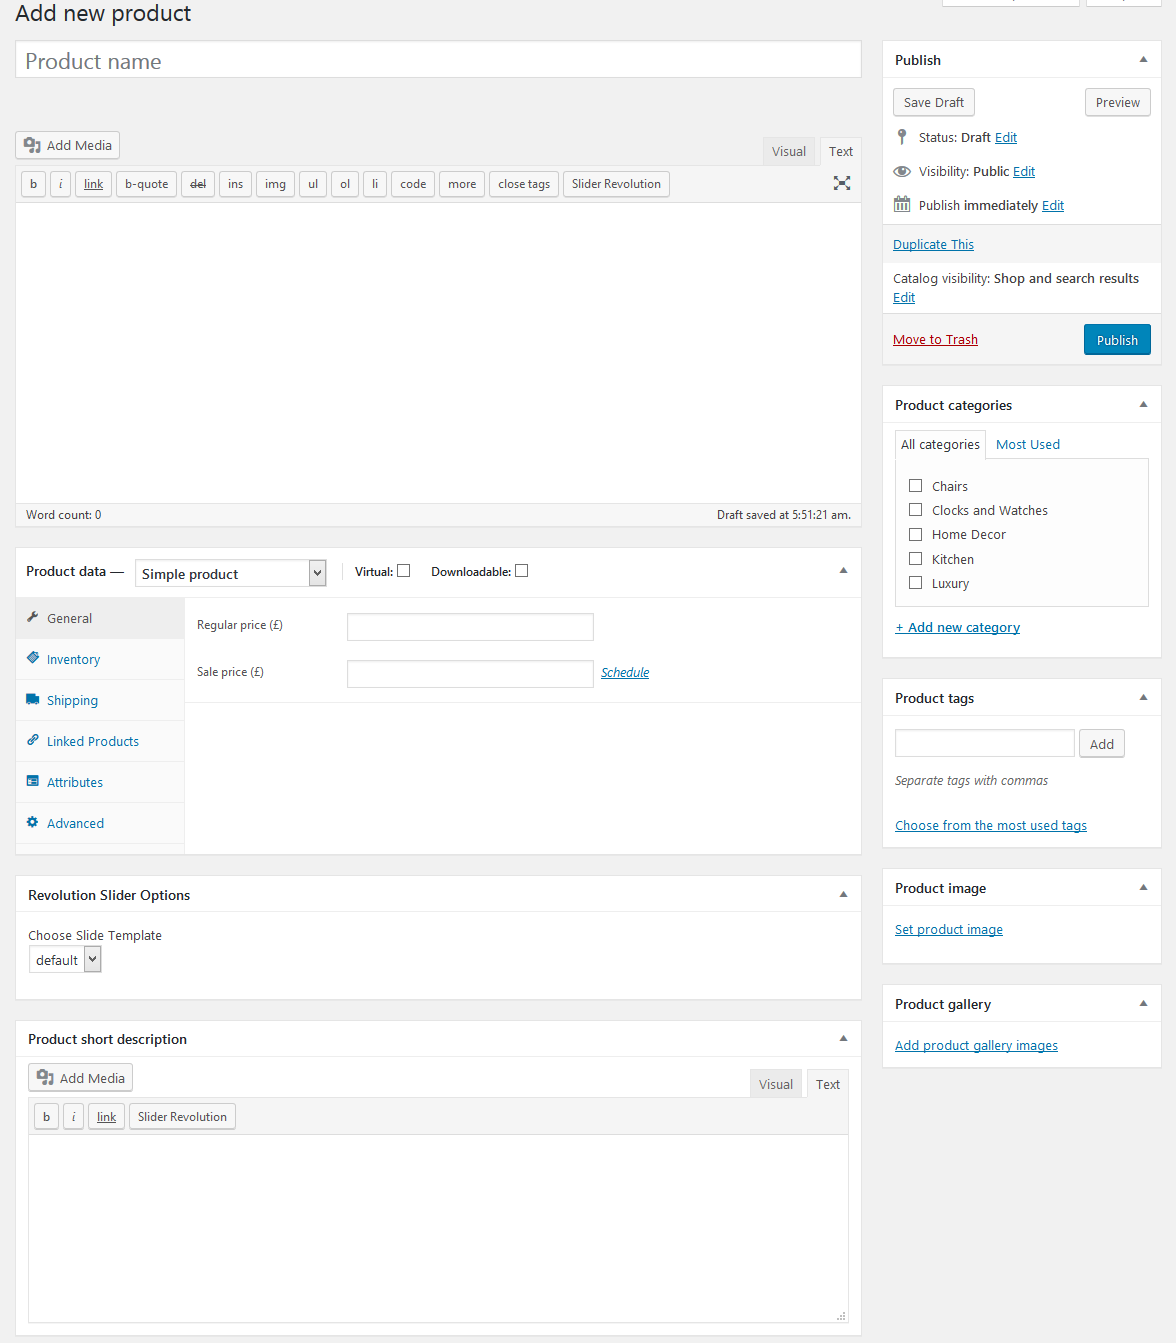 Add new product
Product name
Add Media
Visual Text
b i link b-quote del ins img ul ol li code more close tags Slider Revolution
Word count: 0 Draft saved at 5:51:21 am.
Product data — Simple product Virtual: Downloadable:
General
Inventory
Shipping
Linked Products
Attributes
Advanced
Regular price (£)
Sale price (£) Schedule
Revolution Slider Options
Choose Slide Template
default
Product short description
Add Media
Visual Text
b i link Slider Revolution
Publish
Save Draft Preview
Status: Draft Edit
Visibility: Public Edit
Publish immediately Edit
Duplicate This
Catalog visibility: Shop and search results
Edit
Move to Trash Publish
Product categories
All categories Most Used
Chairs
Clocks and Watches
Home Decor
Kitchen
Luxury
+ Add new category
Product tags
Add
Separate tags with commas
Choose from the most used tags
Product image
Set product image
Product gallery
Add product gallery images